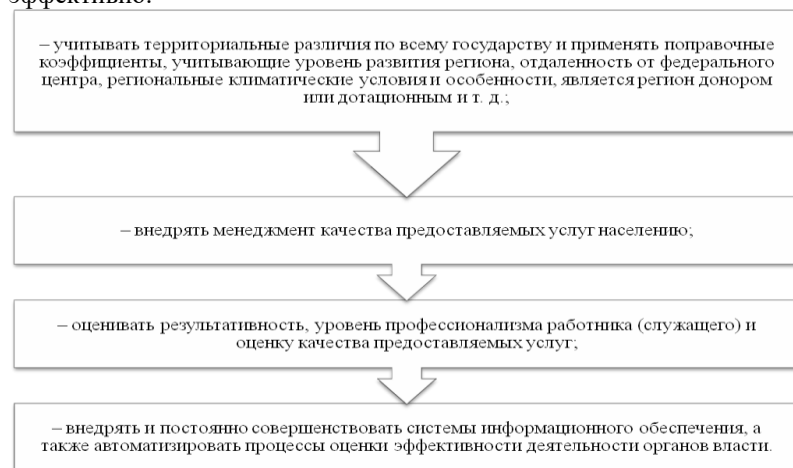 эффективно:
– учитывать территориальные различия по всему государству и применять поправочные
коэффициенты, учитывающие уровень развития региона, отдаленность от федерального
центра, региональные климатические условия и особенности, является регион донором
или дотационным и т. д.;
– внедрять менеджмент качества предоставляемых услуг населению;
– оценивать результативность, уровень профессионализма работника (служащего) и
оценку качества предоставляемых услуг;
– внедрять и постоянно совершенствовать системы информационного обеспечения, а
также автоматизировать процессы оценки эффективности деятельности органов власти.